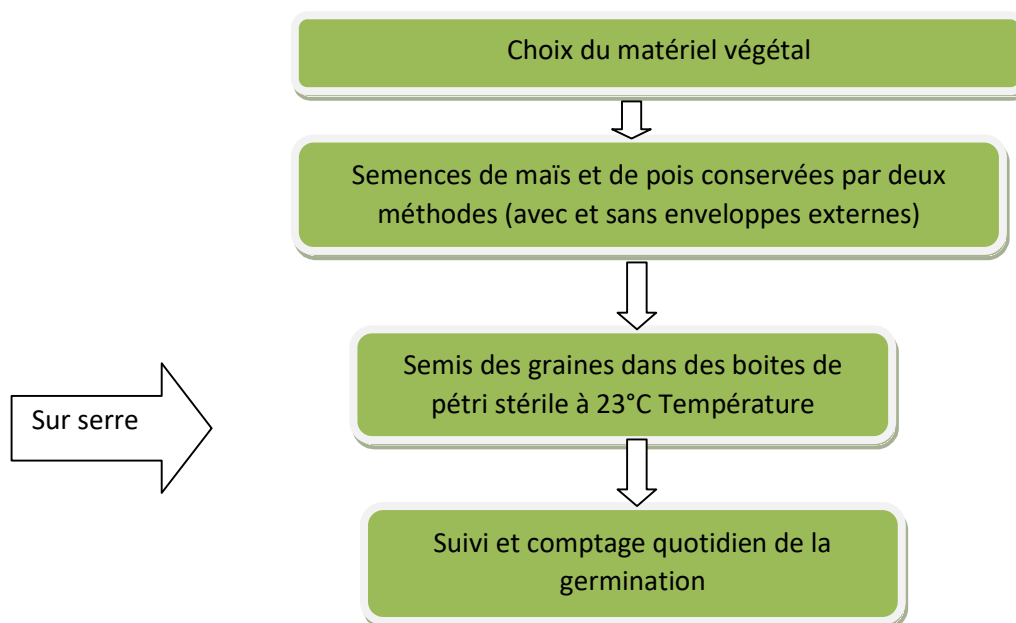 Choix du matériel végétal
Semences de maïs et de pois conservées par deux
méthodes (avec et sans enveloppes externes)
Semis des graines dans des boites de
pétri stérile à 23°C Température
Sur serre
Suivi et comptage quotidien de la
germination